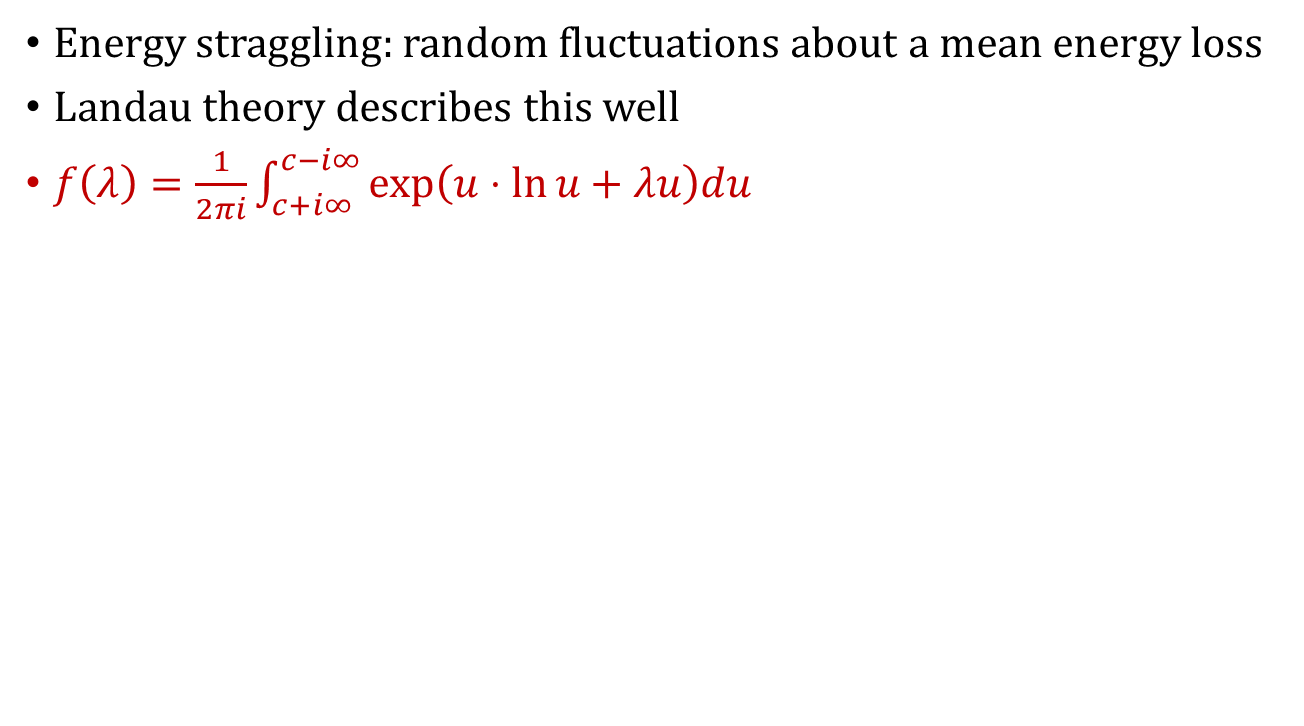 • Energy straggling: random fluctuations about a mean energy loss
• Landau theory describes this well
• f(λ) = \frac{1}{2πi} ∫_{c+i∞}^{c−i∞} exp(u · ln u + λu)du